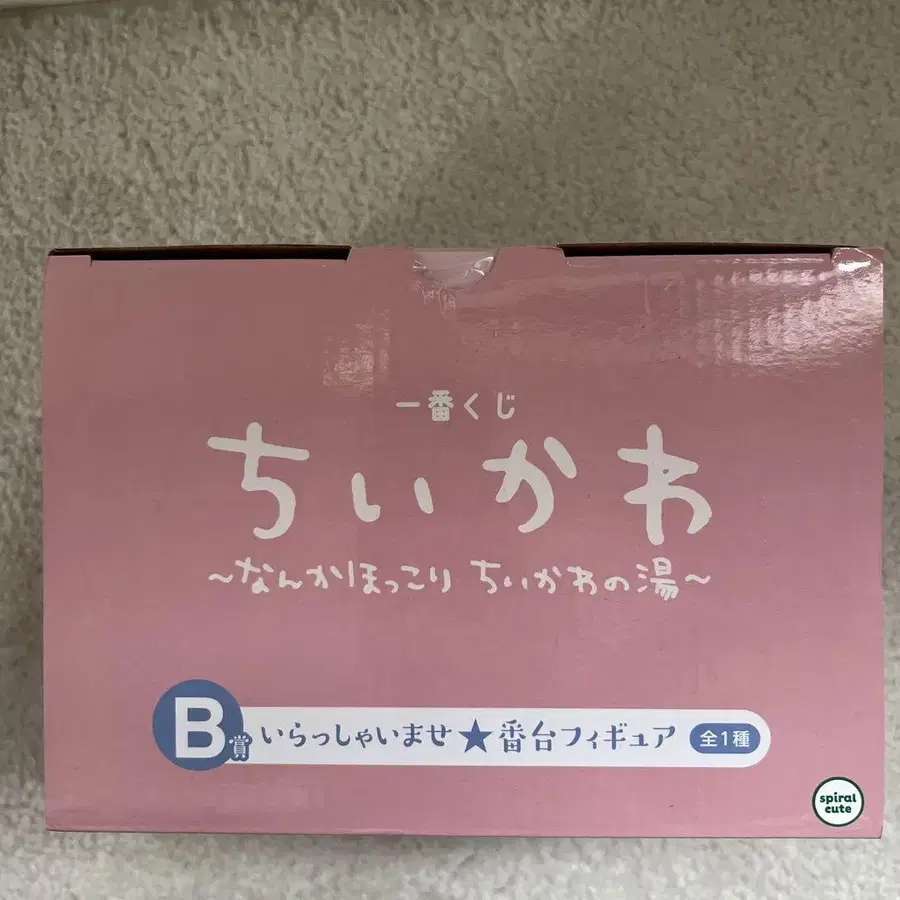 一番くじ
ちいかわ
~なんかほっこり ちいかわの湯~
B賞 いらっしゃいませ★番台フィギュア 全1種
spiral
cute